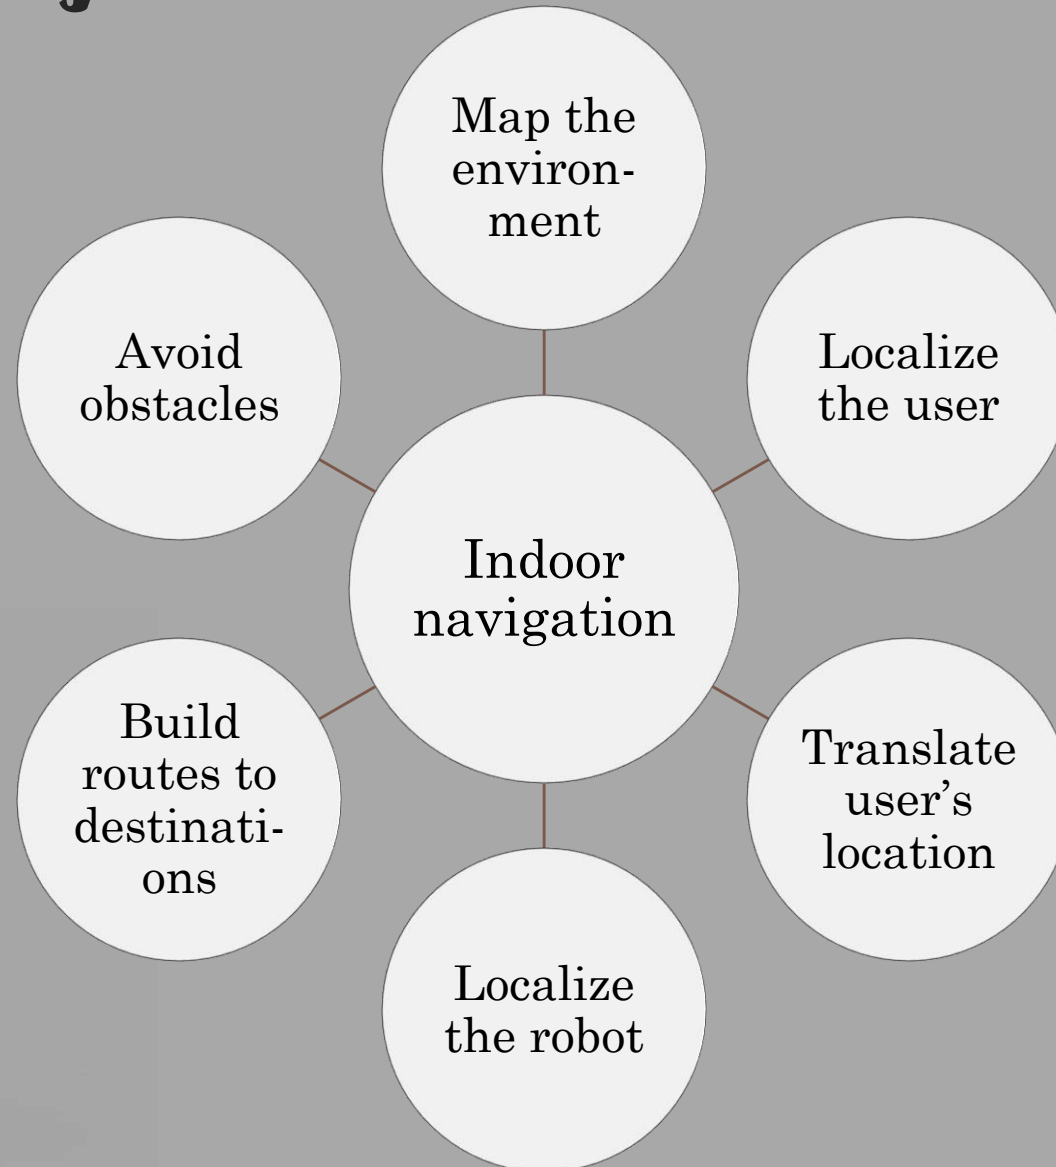 Map the
environ-
ment
Localize
the user
Translate
user’s
location
Localize
the robot
Build
routes to
destinati-
ons
Avoid
obstacles
Indoor
navigation